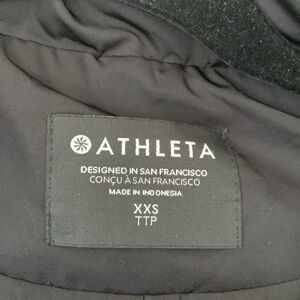 ATHLETA
DESIGNED IN SAN FRANCISCO
CONÇU À SAN FRANCISCO
MADE IN INDONESIA
XXS
TTP